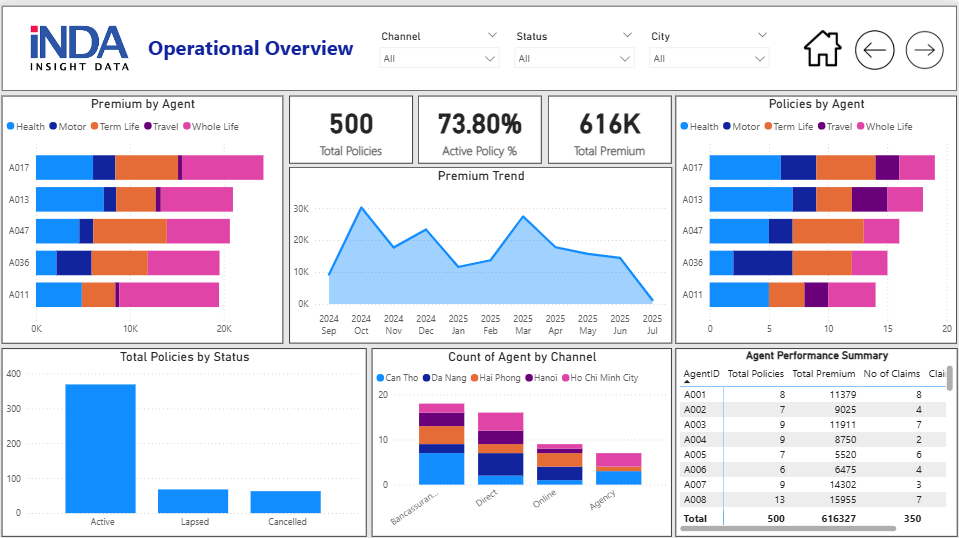 iNDA
INSIGHT DATA
Operational Overview
Channel
All
Status
All
City
All
Premium by Agent
Health Motor Term Life Travel Whole Life
A017
A013
A047
A036
A011
0K 10K 20K
500
Total Policies
73.80%
Active Policy %
616K
Total Premium
Premium Trend
30K
20K
10K
0K
2024 2024 2024 2024 2025 2025 2025 2025 2025 2025 2025
Sep Oct Nov Dec Jan Feb Mar Apr May Jun Jul
Policies by Agent
Health Motor Term Life Travel Whole Life
A017
A013
A047
A036
A011
0 5 10 15 20
Total Policies by Status
400
300
200
100
0
Active Lapsed Cancelled
Count of Agent by Channel
Can Tho Da Nang Hai Phong Hanoi Ho Chi Minh City
20
10
0
Bancassuran... Direct Online Agency
Agent Performance Summary
AgentID Total Policies Total Premium No of Claims Clai
A001 8 11379 8
A002 7 9025 4
A003 9 11911 7
A004 9 8750 2
A005 7 5520 6
A006 6 6475 4
A007 9 14302 3
A008 13 15955 7
Total 500 616327 350